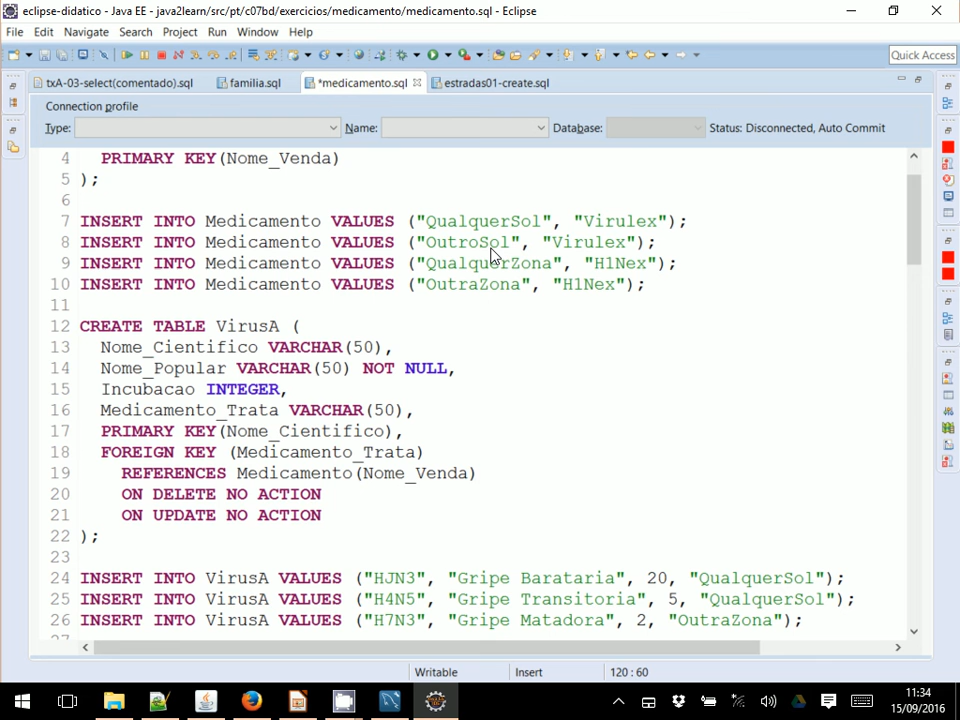 eclipse-didatico - Java EE - java2learn/src/pt/c07bd/exercicios/medicamento/medicamento.sql - Eclipse
File Edit Navigate Search Project Run Window Help
Quick Access
txA-03-select(comentado).sql familia.sql *medicamento.sql estradas01-create.sql
Connection profile
Type: Name: Database: Status: Disconnected, Auto Commit
4 PRIMARY KEY(Nome_Venda)
5 );
6
7 INSERT INTO Medicamento VALUES ("QualquerSol", "Virulex");
8 INSERT INTO Medicamento VALUES ("OutroSol", "Virulex");
9 INSERT INTO Medicamento VALUES ("QualquerZona", "H1Nex");
10 INSERT INTO Medicamento VALUES ("OutraZona", "H1Nex");
11
12 CREATE TABLE VirusA (
13 Nome_Cientifico VARCHAR(50),
14 Nome_Popular VARCHAR(50) NOT NULL,
15 Incubacao INTEGER,
16 Medicamento_Trata VARCHAR(50),
17 PRIMARY KEY(Nome_Cientifico),
18 FOREIGN KEY (Medicamento_Trata)
19 REFERENCES Medicamento(Nome_Venda)
20 ON DELETE NO ACTION
21 ON UPDATE NO ACTION
22 );
23
24 INSERT INTO VirusA VALUES ("HJN3", "Gripe Barataria", 20, "QualquerSol");
25 INSERT INTO VirusA VALUES ("H4N5", "Gripe Transitoria", 5, "QualquerSol");
26 INSERT INTO VirusA VALUES ("H7N3", "Gripe Matadora", 2, "OutraZona");
27
Writable Insert 120 : 60
11:34
15/09/2016